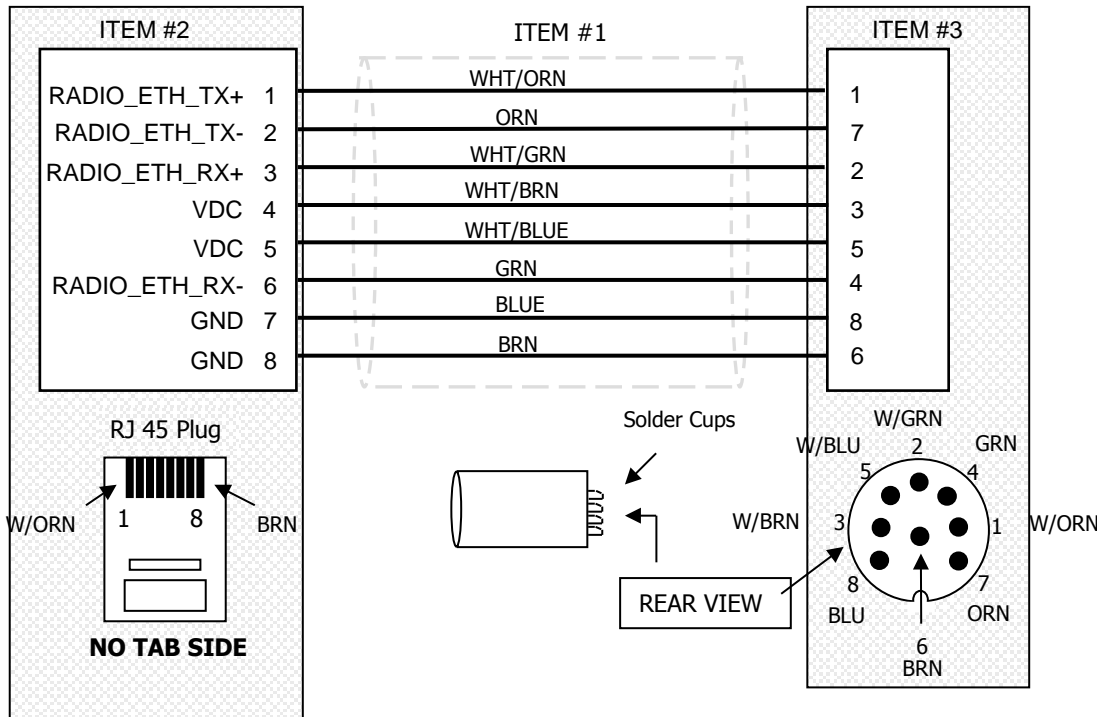 ITEM #2
ITEM #1
ITEM #3
RADIO_ETH_TX+ 1 WHT/ORN 1
RADIO_ETH_TX- 2 ORN 7
RADIO_ETH_RX+ 3 WHT/GRN 2
VDC 4 WHT/BRN 3
VDC 5 WHT/BLUE 5
RADIO_ETH_RX- 6 GRN 4
GND 7 BLUE 8
GND 8 BRN 6
RJ 45 Plug
W/ORN 1 8 BRN
NO TAB SIDE
Solder Cups
REAR VIEW
W/GRN
W/BLU 2 GRN
5 4
W/BRN 3 1 W/ORN
8 7
BLU ORN
6
BRN